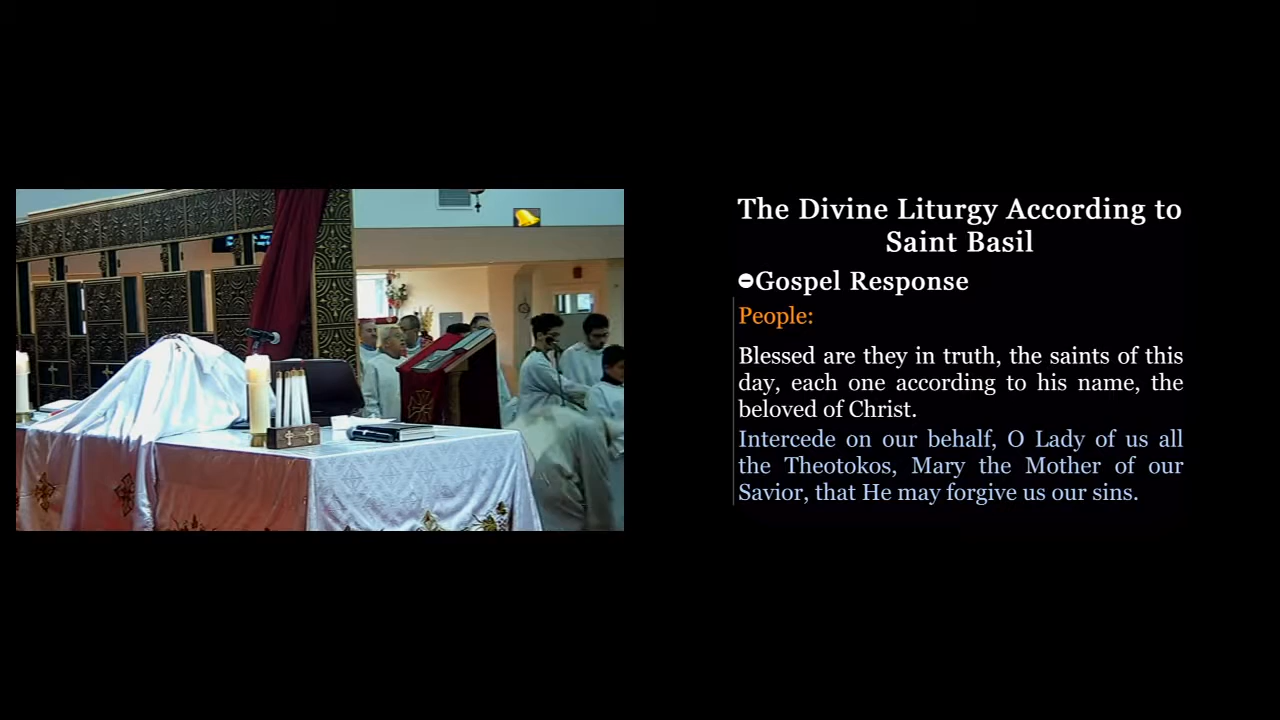 The Divine Liturgy According to
Saint Basil
Gospel Response
People:
Blessed are they in truth, the saints of this
day, each one according to his name, the
beloved of Christ.
Intercede on our behalf, O Lady of us all
the Theotokos, Mary the Mother of our
Savior, that He may forgive us our sins.